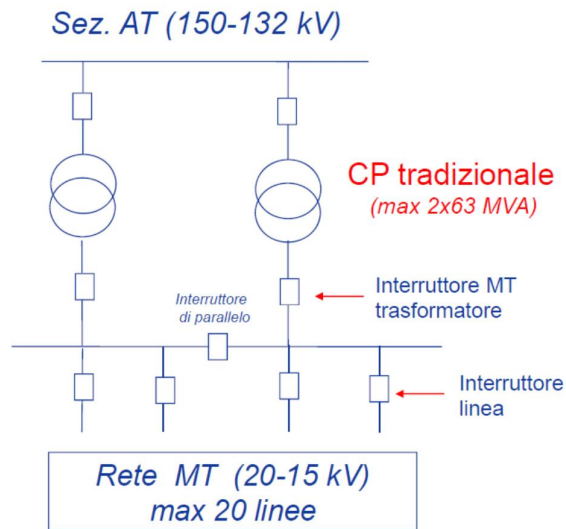 Sez. AT (150-132 kV)
CP tradizionale
(max 2x63 MVA)
Interruttore MT
trasformatore
Interruttore
di parallelo
Interruttore
linea
Rete MT (20-15 kV)
max 20 linee